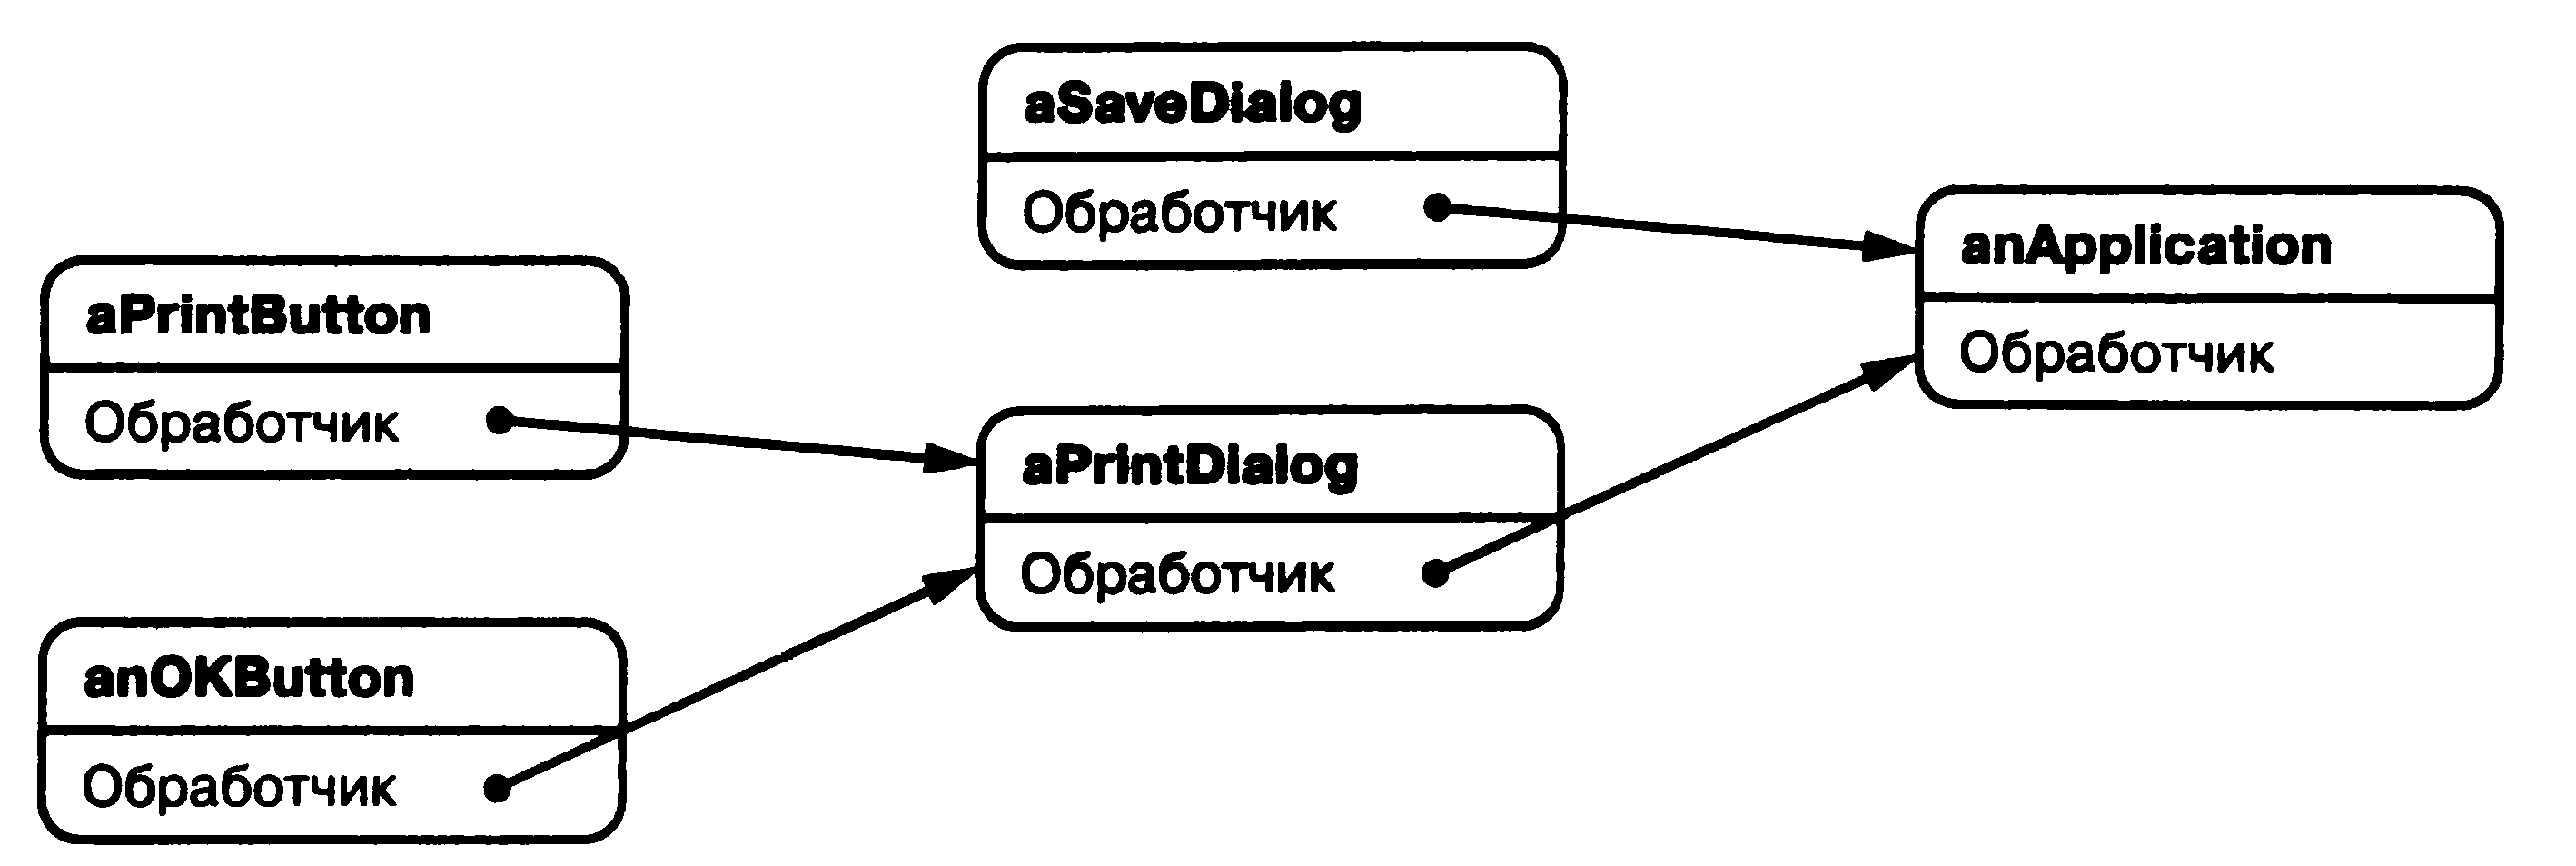 aSaveDialog
Обработчик
anApplication
Обработчик
aPrintButton
Обработчик
aPrintDialog
Обработчик
anOKButton
Обработчик